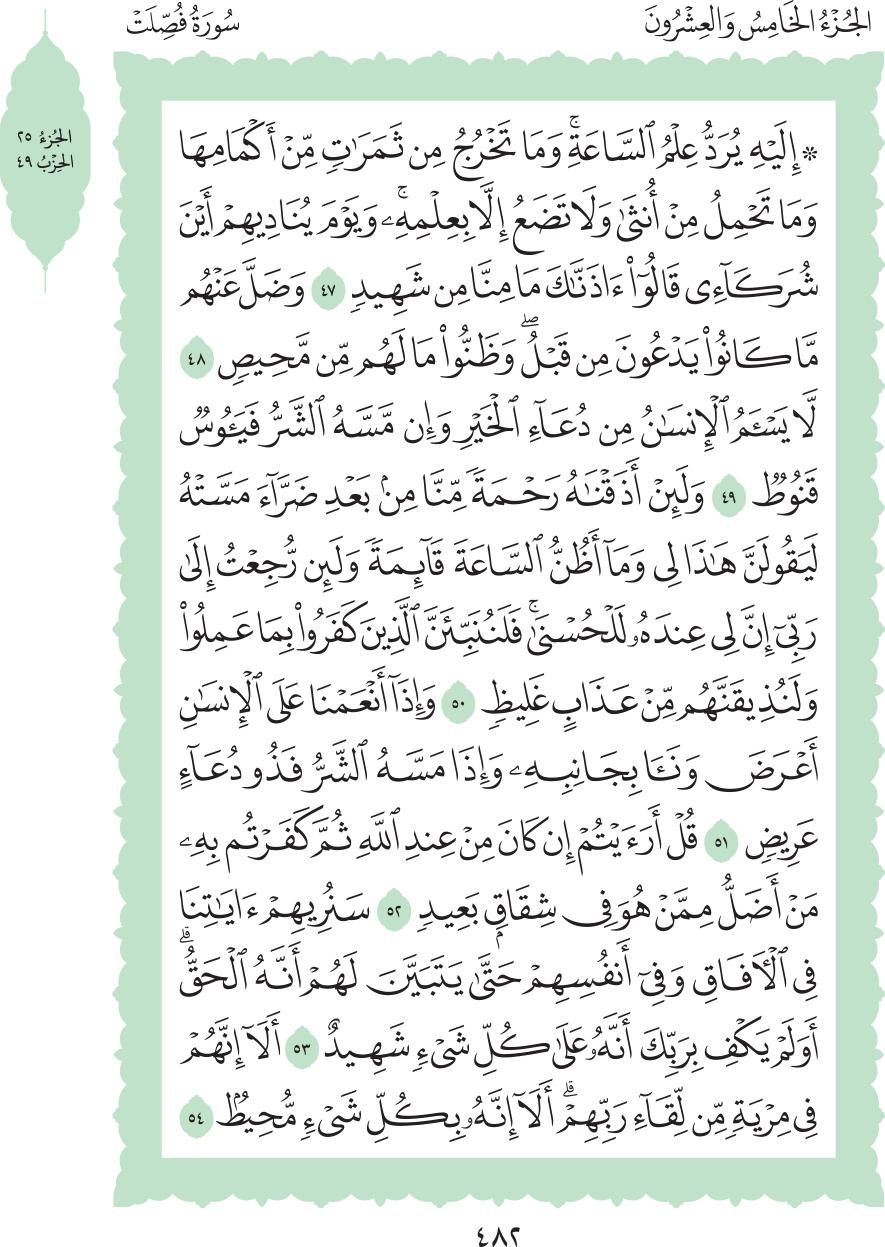 الجُزْءُ الخَامِسُ وَالعِشْرُونَ
سُورَةُ فُصِّلَتْ
الجُزءُ ٢٥
الحِزْبُ ٤٩
* إِلَيْهِ يُرَدُّ عِلْمُ ٱلسَّاعَةِۚ وَمَا تَخْرُجُ مِن ثَمَرَٰتٖ مِّنْ أَكْمَامِهَا
وَمَا تَحْمِلُ مِنْ أُنثَىٰ وَلَا تَضَعُ إِلَّا بِعِلْمِهِۦۚ وَيَوْمَ يُنَادِيهِمْ أَيْنَ
شُرَكَآءِي قَالُوٓاْ ءَاذَنَّٰكَ مَا مِنَّا مِن شَهِيدٖ ٤٧ وَضَلَّ عَنْهُم
مَّا كَانُواْ يَدْعُونَ مِن قَبْلُۖ وَظَنُّواْ مَا لَهُم مِّن مَّحِيصٖ ٤٨
لَّا يَسْـَٔمُ ٱلْإِنسَٰنُ مِن دُعَآءِ ٱلْخَيْرِ وَإِن مَّسَّهُ ٱلشَّرُّ فَيَـُٔوسٞ
قَنُوطٞ ٤٩ وَلَئِنْ أَذَقْنَٰهُ رَحْمَةٗ مِّنَّا مِنۢ بَعْدِ ضَرَّآءَ مَسَّتْهُ
لَيَقُولَنَّ هَٰذَا لِي وَمَآ أَظُنُّ ٱلسَّاعَةَ قَآئِمَةٗ وَلَئِن رُّجِعْتُ إِلَىٰ
رَبِّيٓ إِنَّ لِي عِندَهُۥ لَلْحُسْنَىٰۚ فَلَنُنَبِّئَنَّ ٱلَّذِينَ كَفَرُواْ بِمَا عَمِلُواْ
وَلَنُذِيقَنَّهُم مِّنْ عَذَابٍ غَلِيظٖ ٥٠ وَإِذَآ أَنْعَمْنَا عَلَى ٱلْإِنسَٰنِ
أَعْرَضَ وَنَـَٔا بِجَانِبِهِۦ وَإِذَا مَسَّهُ ٱلشَّرُّ فَذُو دُعَآءٍ
عَرِيضٖ ٥١ قُلْ أَرَءَيْتُمْ إِن كَانَ مِنْ عِندِ ٱللَّهِ ثُمَّ كَفَرْتُم بِهِۦ
مَنْ أَضَلُّ مِمَّنْ هُوَ فِي شِقَاقِۭ بَعِيدٖ ٥٢ سَنُرِيهِمْ ءَايَٰتِنَا
فِي ٱلْأٓفَاقِ وَفِيٓ أَنفُسِهِمْ حَتَّىٰ يَتَبَيَّنَ لَهُمْ أَنَّهُ ٱلْحَقُّۗ
أَوَلَمْ يَكْفِ بِرَبِّكَ أَنَّهُۥ عَلَىٰ كُلِّ شَيْءٖ شَهِيدٌ ٥٣ أَلَآ إِنَّهُمْ
فِي مِرْيَةٖ مِّن لِّقَآءِ رَبِّهِمْۗ أَلَآ إِنَّهُۥ بِكُلِّ شَيْءٖ مُّحِيطُۢ ٥٤
٤٨٢